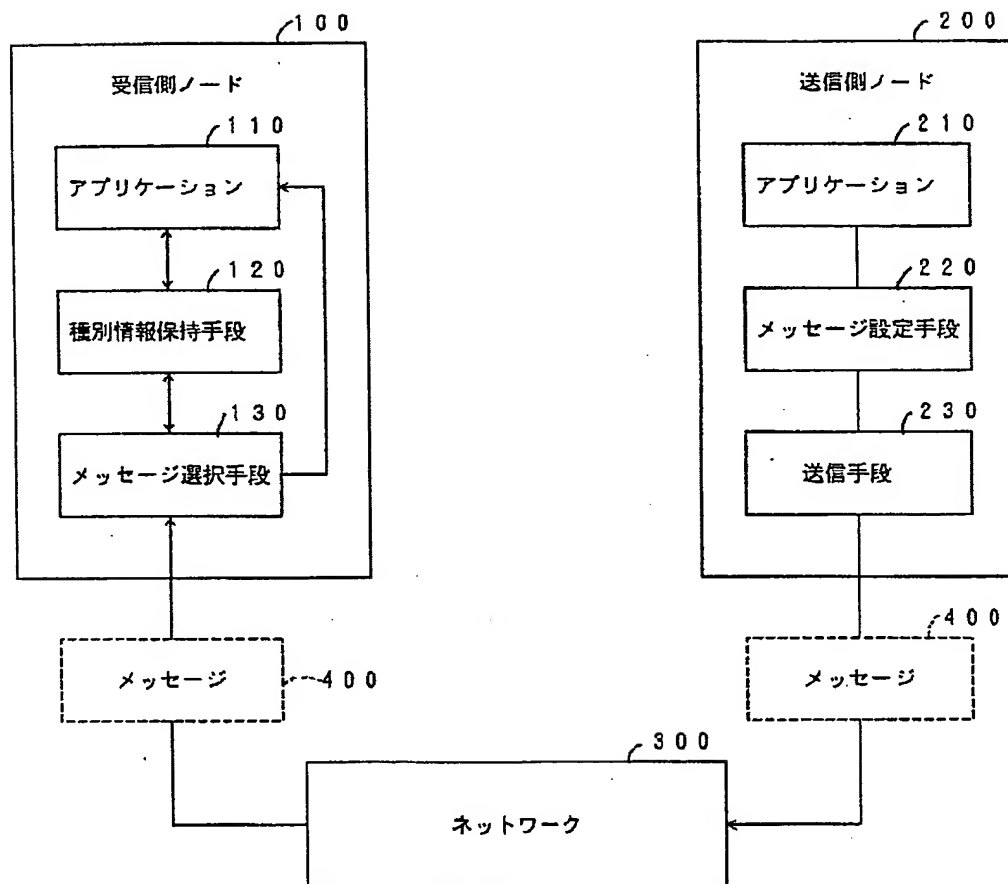 100
受信側ノード
110
アプリケーション
120
種別情報保持手段
130
メッセージ選択手段
メッセージ
400
200
送信側ノード
210
アプリケーション
220
メッセージ設定手段
230
送信手段
400
メッセージ
300
ネットワーク